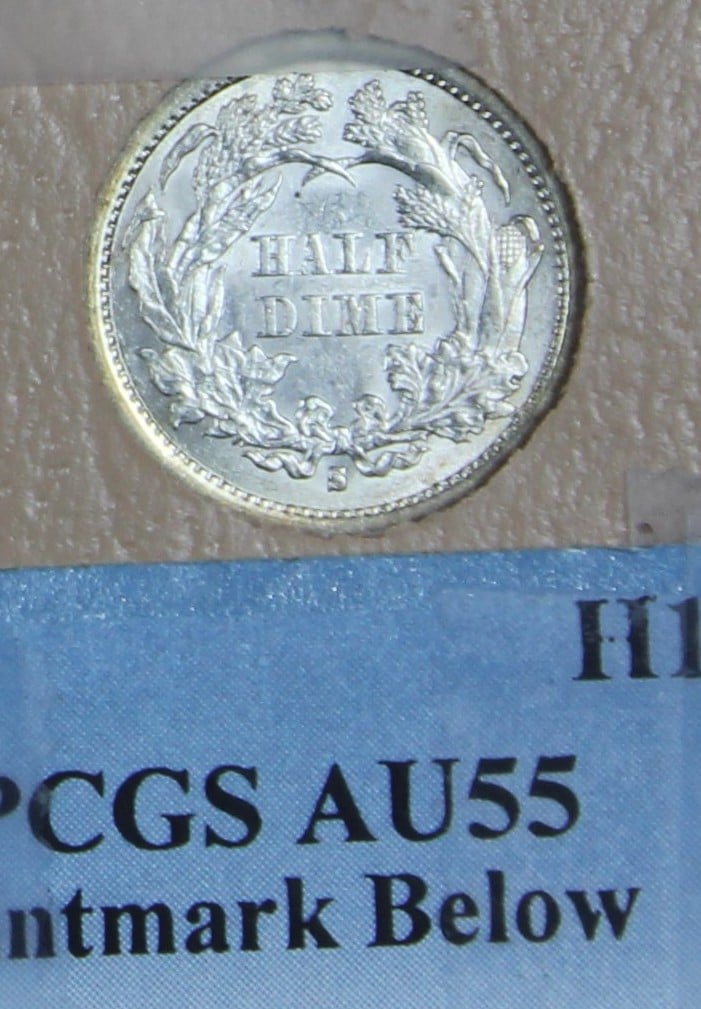 HALF
DIME
S
H1
PCGS AU55
ntmark Below